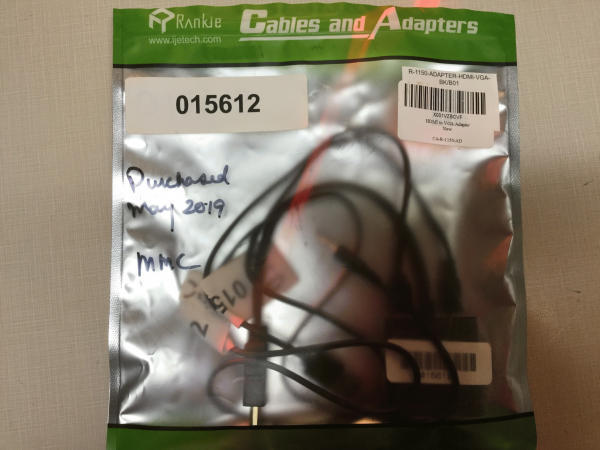 Rankie
www.ijetech.com
Cables and Adapters
015612
R-1150-ADAPTER-HDMI-VGA-
BK/B01
X001VZBOVF
HDMI to VGA Adapter
New
Purchased
May 2019
MMC